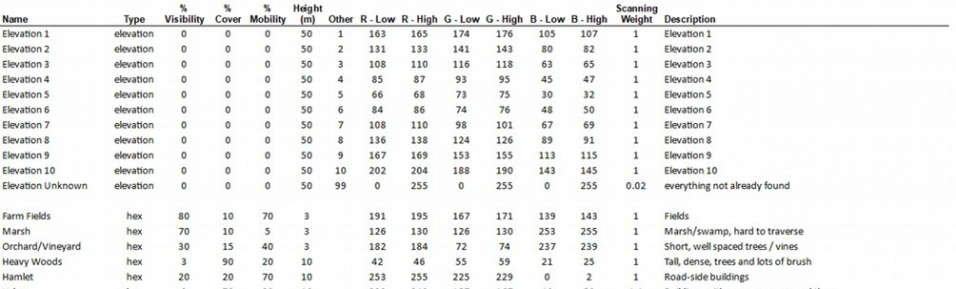 % % % Height Scanning
Name Type Visibility Cover Mobility (m) Other R - Low R - High G - Low G - High B - Low B - High Weight Description
Elevation 1 elevation 0 0 0 50 1 163 165 174 176 105 107 1 Elevation 1
Elevation 2 elevation 0 0 0 50 2 131 133 141 143 80 82 1 Elevation 2
Elevation 3 elevation 0 0 0 50 3 108 110 116 118 63 65 1 Elevation 3
Elevation 4 elevation 0 0 0 50 4 85 87 93 95 45 47 1 Elevation 4
Elevation 5 elevation 0 0 0 50 5 66 68 73 75 30 32 1 Elevation 5
Elevation 6 elevation 0 0 0 50 6 84 86 74 76 48 50 1 Elevation 6
Elevation 7 elevation 0 0 0 50 7 108 110 98 101 67 69 1 Elevation 7
Elevation 8 elevation 0 0 0 50 8 136 138 124 126 89 91 1 Elevation 8
Elevation 9 elevation 0 0 0 50 9 167 169 153 155 113 115 1 Elevation 9
Elevation 10 elevation 0 0 0 50 10 202 204 188 190 143 145 1 Elevation 10
Elevation Unknown elevation 0 0 0 50 99 0 255 0 255 0 255 0.02 everything not already found
Farm Fields hex 80 10 70 3 191 195 167 171 139 143 1 Fields
Marsh hex 70 10 5 3 126 130 126 130 253 255 1 Marsh/swamp, hard to traverse
Orchard/Vineyard hex 30 15 40 3 182 184 72 74 237 239 1 Short, well spaced trees / vines
Heavy Woods hex 3 90 20 10 42 46 55 59 21 25 1 Tall, dense, trees and lots of brush
Hamlet hex 20 20 70 10 253 255 225 229 0 2 1 Road-side buildings